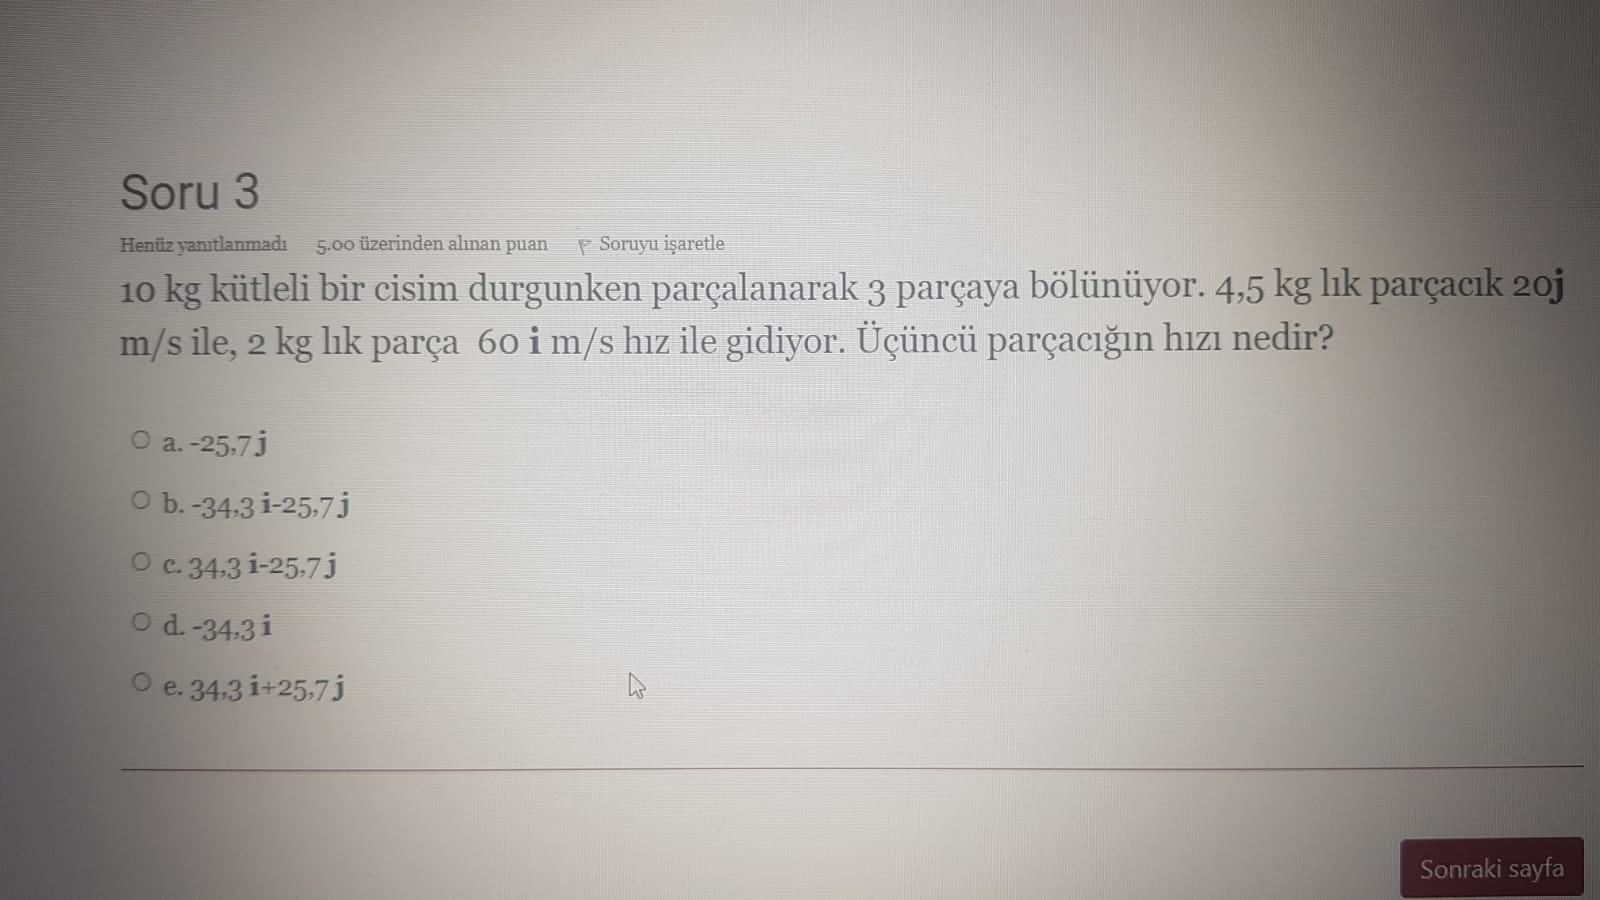 Soru 3
Henüz yanıtlanmadı 5.00 üzerinden alınan puan Soruyu işaretle
10 kg kütleli bir cisim durgunken parçalanarak 3 parçaya bölünüyor. 4,5 kg lık parçacık 20j
m/s ile, 2 kg lık parça 60 i m/s hız ile gidiyor. Üçüncü parçacığın hızı nedir?
a. -25,7 j
b. -34,3 i-25,7 j
c. 34,3 i-25,7 j
d. -34,3 i
e. 34,3 i+25,7 j
Sonraki sayfa